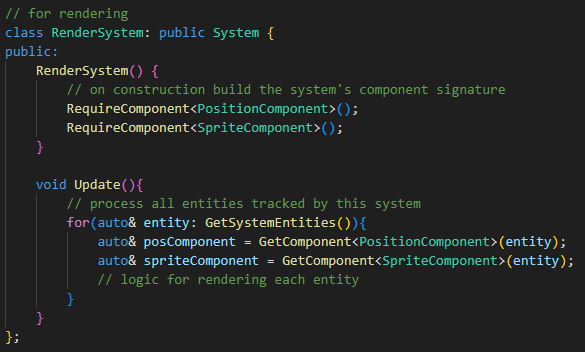 // for rendering
class RenderSystem: public System {
public:
    RenderSystem() {
        // on construction build the system's component signature
        RequireComponent<PositionComponent>();
        RequireComponent<SpriteComponent>();
    }

    void Update(){
        // process all entities tracked by this system
        for(auto& entity: GetSystemEntities()){
            auto& posComponent = GetComponent<PositionComponent>(entity);
            auto& spriteComponent = GetComponent<SpriteComponent>(entity);
            // logic for rendering each entity
        }
    }
};